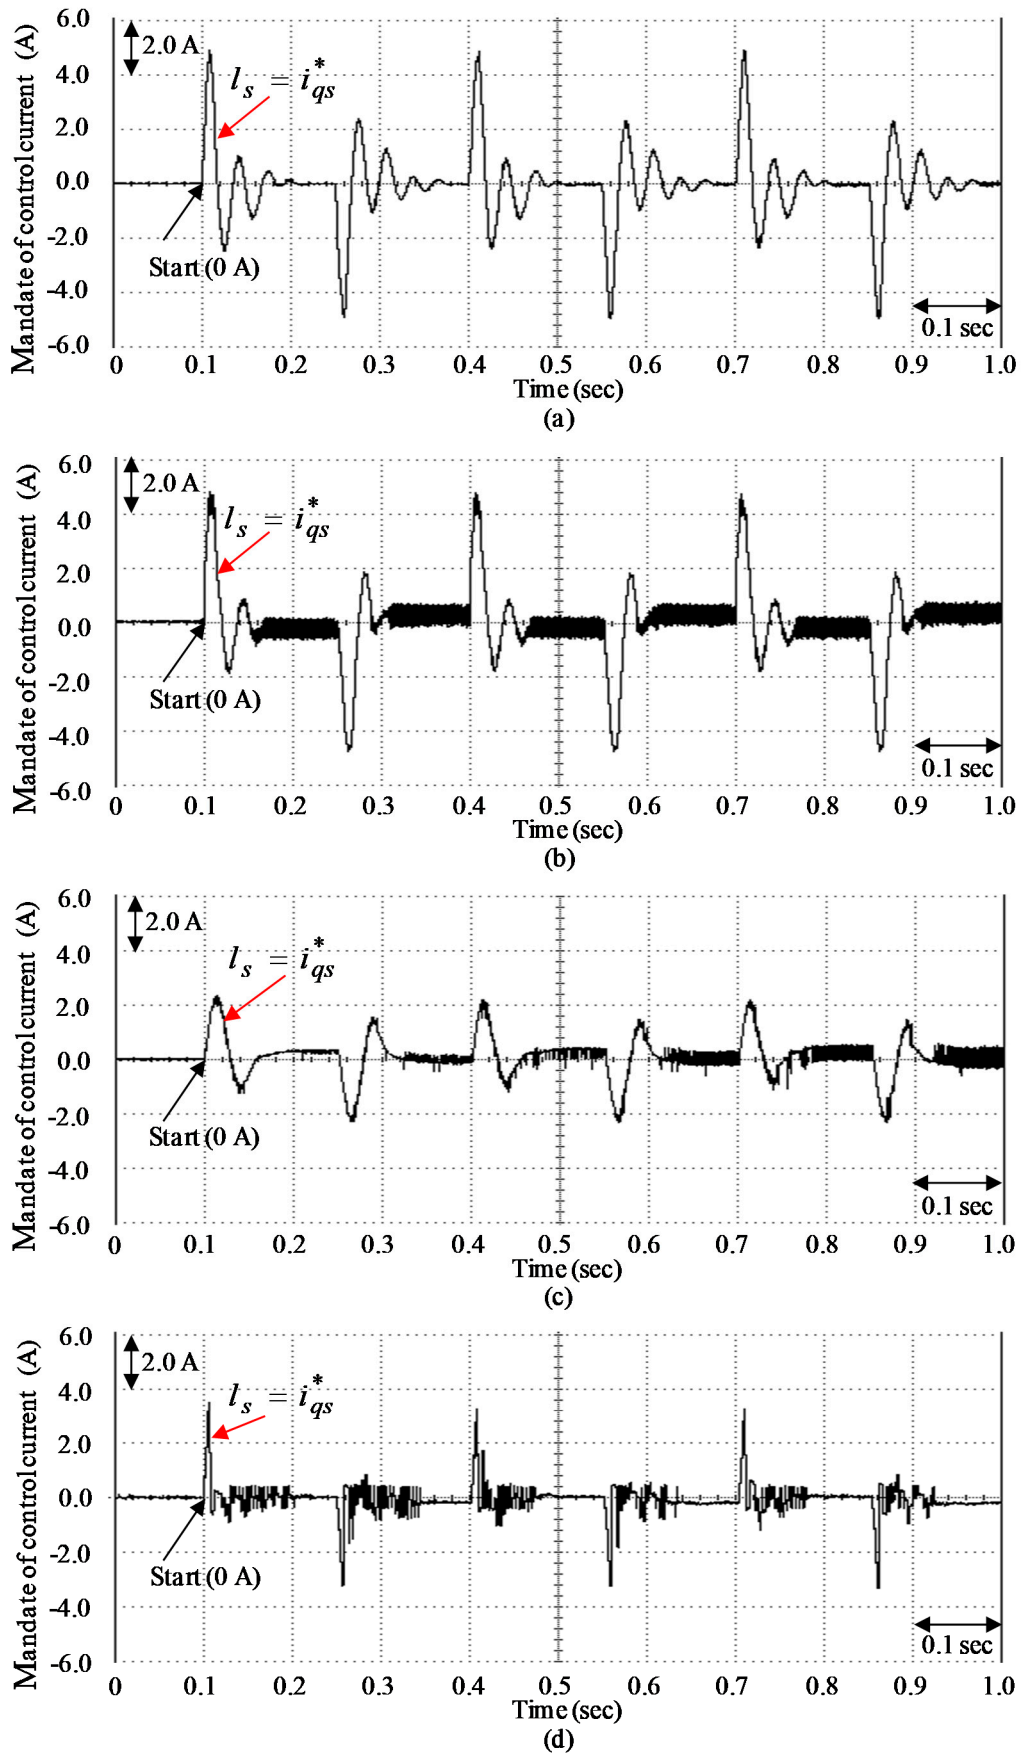 Mandate of control current (A)
6.0
2.0 A
4.0
l_s = i_{qs}^*
2.0
0.0
-2.0
Start (0 A)
-4.0
0.1 sec
-6.0
0 0.1 0.2 0.3 0.4 0.5 0.6 0.7 0.8 0.9 1.0
Time (sec)
(a)
Mandate of control current (A)
6.0
2.0 A
4.0
l_s = i_{qs}^*
2.0
0.0
Start (0 A)
-2.0
-4.0
0.1 sec
-6.0
0 0.1 0.2 0.3 0.4 0.5 0.6 0.7 0.8 0.9 1.0
Time (sec)
(b)
Mandate of control current (A)
6.0
2.0 A
4.0
l_s = i_{qs}^*
2.0
0.0
-2.0
Start (0 A)
-4.0
0.1 sec
-6.0
0 0.1 0.2 0.3 0.4 0.5 0.6 0.7 0.8 0.9 1.0
Time (sec)
(c)
Mandate of control current (A)
6.0
2.0 A
4.0
l_s = i_{qs}^*
2.0
0.0
-2.0
Start (0 A)
-4.0
0.1 sec
-6.0
0 0.1 0.2 0.3 0.4 0.5 0.6 0.7 0.8 0.9 1.0
Time (sec)
(d)